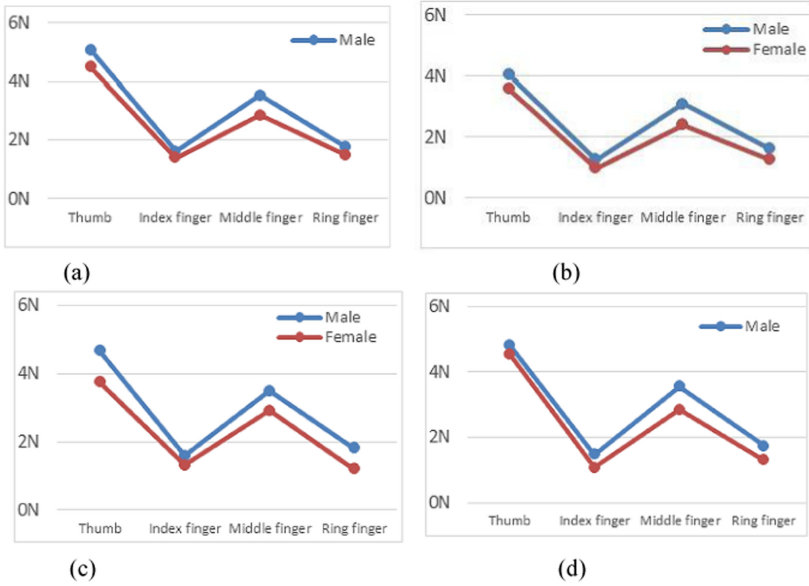 6N
Male
4N
2N
0N
Thumb Index finger Middle finger Ring finger
(a)
6N
Male
Female
4N
2N
0N
Thumb Index finger Middle finger Ring finger
(b)
6N
Male
Female
4N
2N
0N
Thumb Index finger Middle finger Ring finger
(c)
6N
Male
4N
2N
0N
Thumb Index finger Middle finger Ring finger
(d)